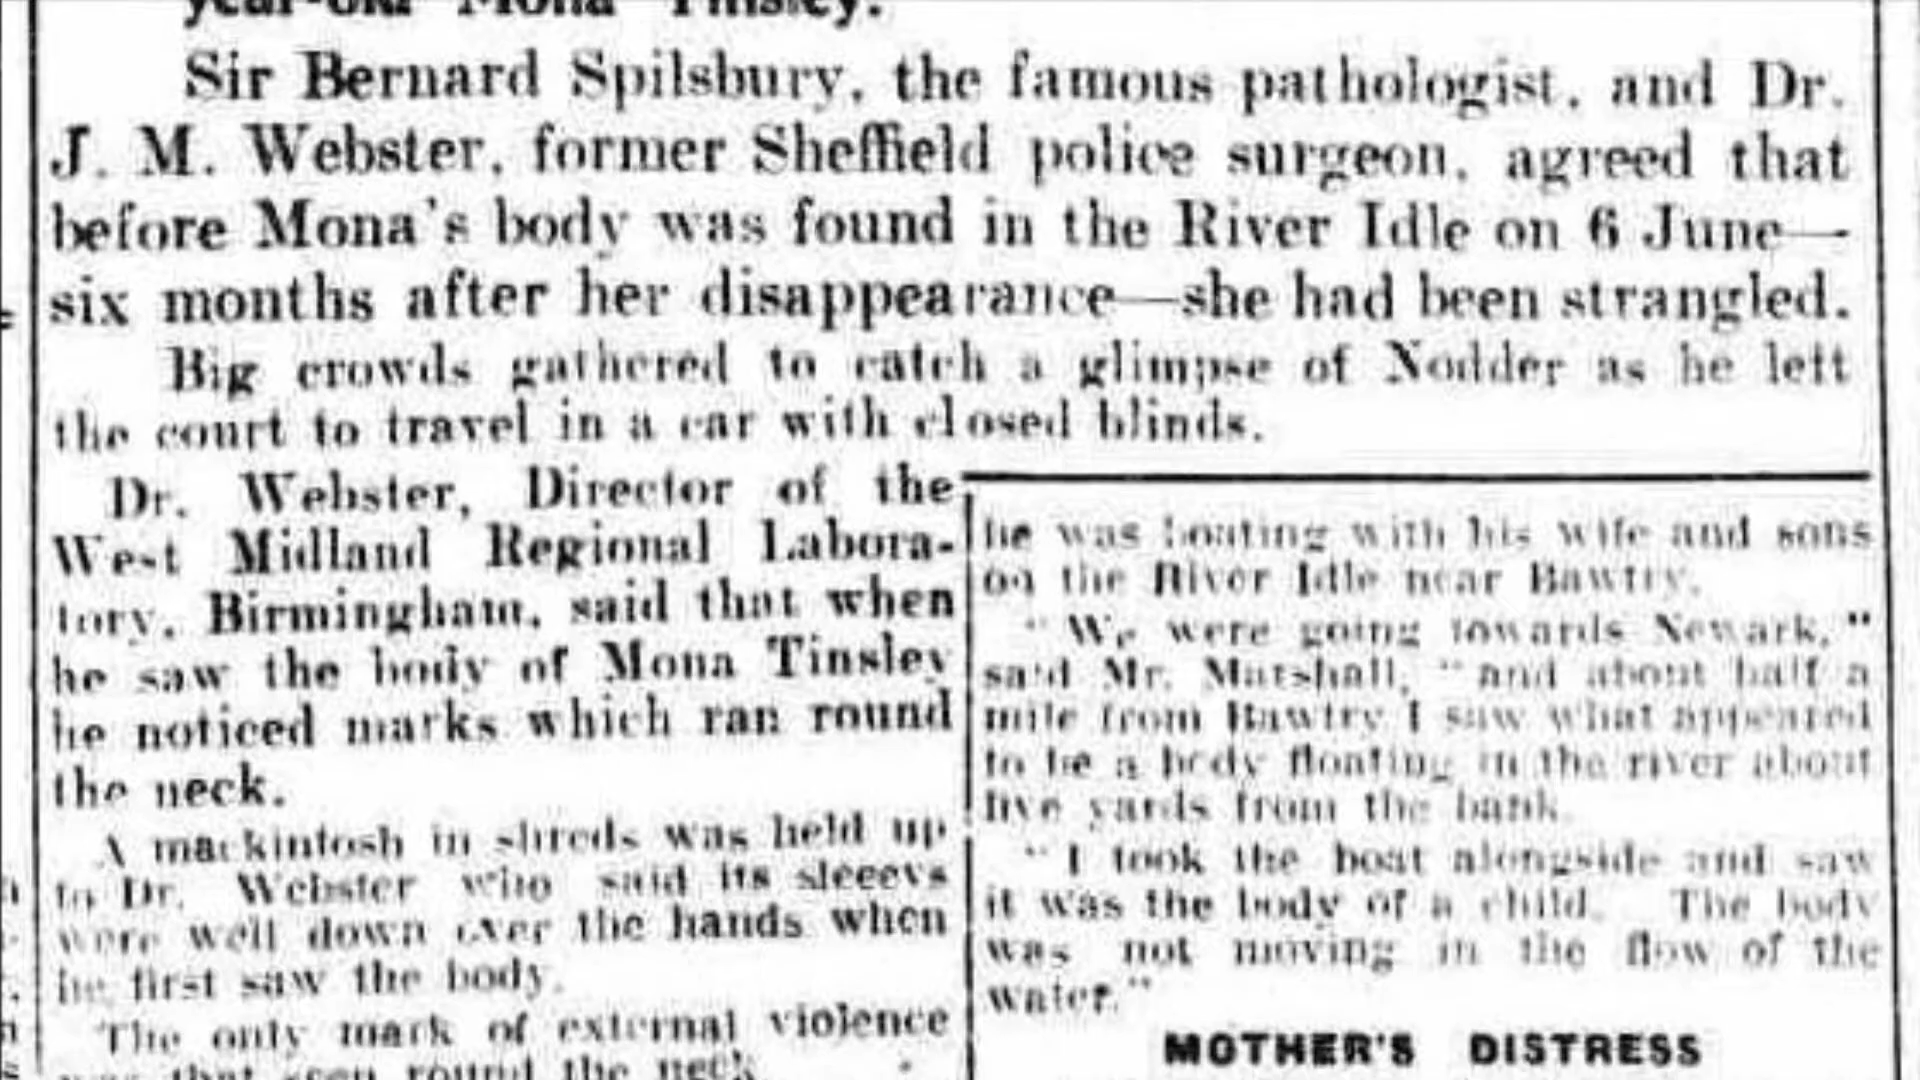 year-old Mona Tinsley.
Sir Bernard Spilsbury, the famous pathologist, and Dr.
J. M. Webster, former Sheffield police surgeon, agreed that
before Mona's body was found in the River Idle on 6 June—
six months after her disappearance—she had been strangled.
Big crowds gathered to catch a glimpse of Nodder as he left
the court to travel in a car with closed blinds.
Dr. Webster, Director of the
West Midland Regional Labora-
tory, Birmingham, said that when
he saw the body of Mona Tinsley
he noticed marks which ran round
the neck.
A mackintosh in shreds was held up
to Dr. Webster who said its sleeevs
were well down over the hands when
he first saw the body.
The only mark of external violence
was that seen round the neck
he was boating with his wife and sons
on the River Idle near Bawtry.
"We were going towards Newark,"
said Mr. Marshall, "and about half a
mile from Bawtry I saw what appeared
to be a body floating in the river about
five yards from the bank.
"I took the boat alongside and saw
it was the body of a child. The body
was not moving in the flow of the
water."
MOTHER'S DISTRESS